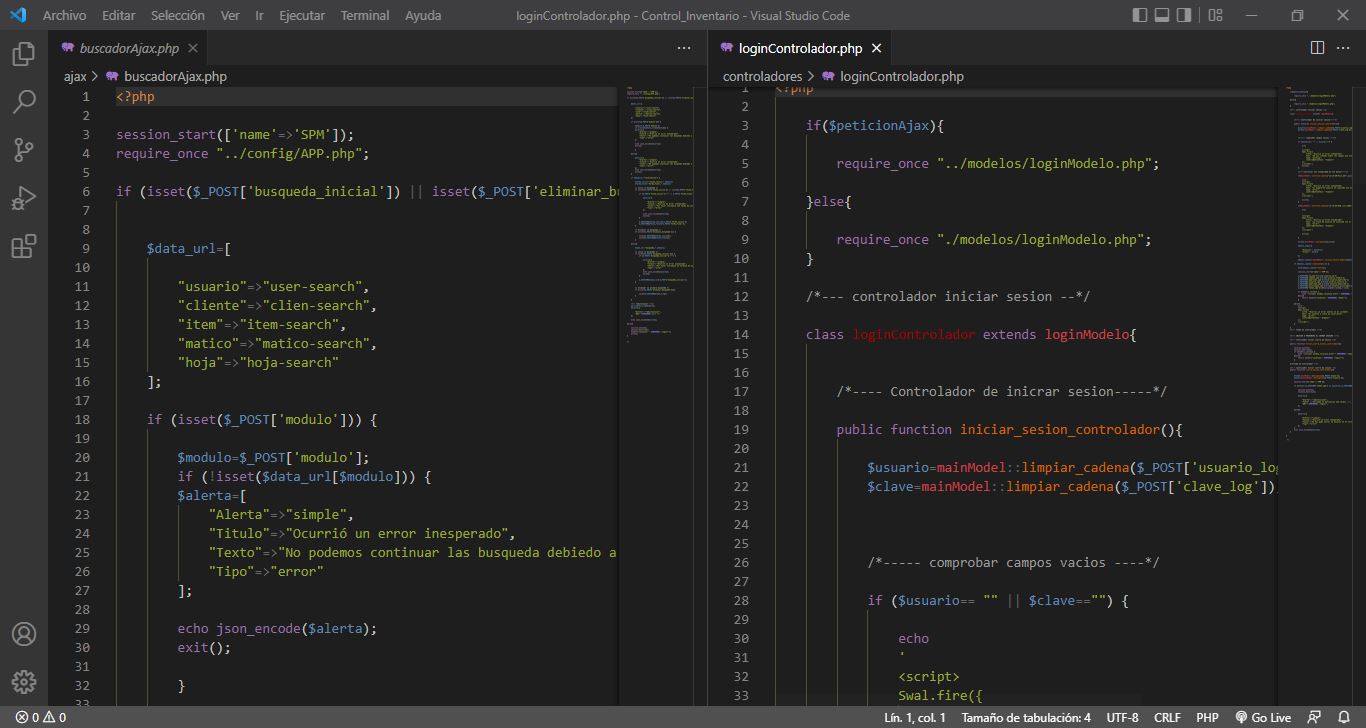 Archivo Editar Selección Ver Ir Ejecutar Terminal Ayuda loginControlador.php - Control_Inventario - Visual Studio Code
buscadorAjax.php
ajax > buscadorAjax.php
1 <?php
2
3 session_start(['name'=>'SPM']);
4 require_once "../config/APP.php";
5
6 if (isset($_POST['busqueda_inicial']) || isset($_POST['eliminar_bu
7
8
9 $data_url=[
10
11 "usuario"=>"user-search",
12 "cliente"=>"clien-search",
13 "item"=>"item-search",
14 "matico"=>"matico-search",
15 "hoja"=>"hoja-search"
16 ];
17
18 if (isset($_POST['modulo'])) {
19
20 $modulo=$_POST['modulo'];
21 if (!isset($data_url[$modulo])) {
22 $alerta=[
23 "Alerta"=>"simple",
24 "Titulo"=>"Ocurrió un error inesperado",
25 "Texto"=>"No podemos continuar las busqueda debiedo a
26 "Tipo"=>"error"
27 ];
28
29 echo json_encode($alerta);
30 exit();
31
32 }
33
loginControlador.php
controladores > loginControlador.php
1 <?php
2
3 if($peticionAjax){
4
5 require_once "../modelos/loginModelo.php";
6
7 }else{
8
9 require_once "./modelos/loginModelo.php";
10 }
11
12 /*--- controlador iniciar sesion --*/
13
14 class loginControlador extends loginModelo{
15
16
17 /*---- Controlador de inicrar sesion-----*/
18
19 public function iniciar_sesion_controlador(){
20
21 $usuario=mainModel::limpiar_cadena($_POST['usuario_log
22 $clave=mainModel::limpiar_cadena($_POST['clave_log'])
23
24
25
26 /*----- comprobar campos vacios ----*/
27
28 if ($usuario== "" || $clave=="") {
29
30 echo
31 '
32 <script>
33 Swal.fire({
0 0 Lín. 1, col. 1 Tamaño de tabulación: 4 UTF-8 CRLF PHP Go Live